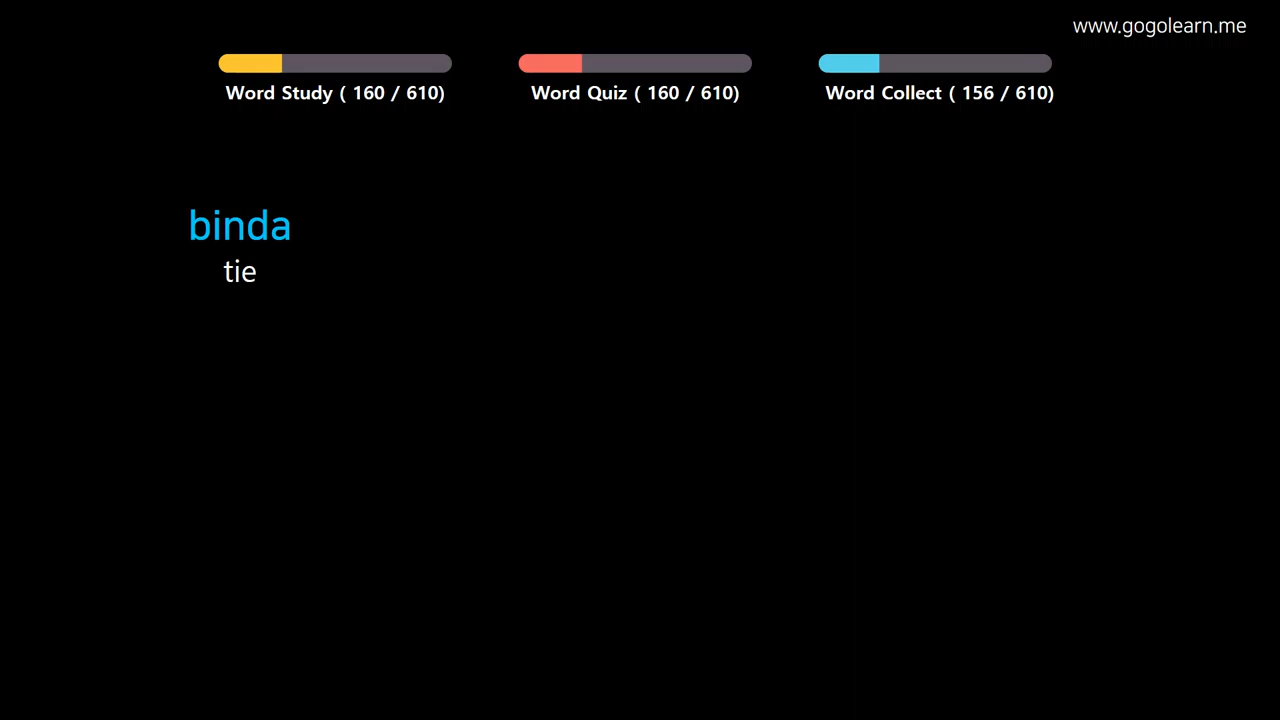 www.gogolearn.me
Word Study ( 160 / 610)
Word Quiz ( 160 / 610)
Word Collect ( 156 / 610)
binda
tie